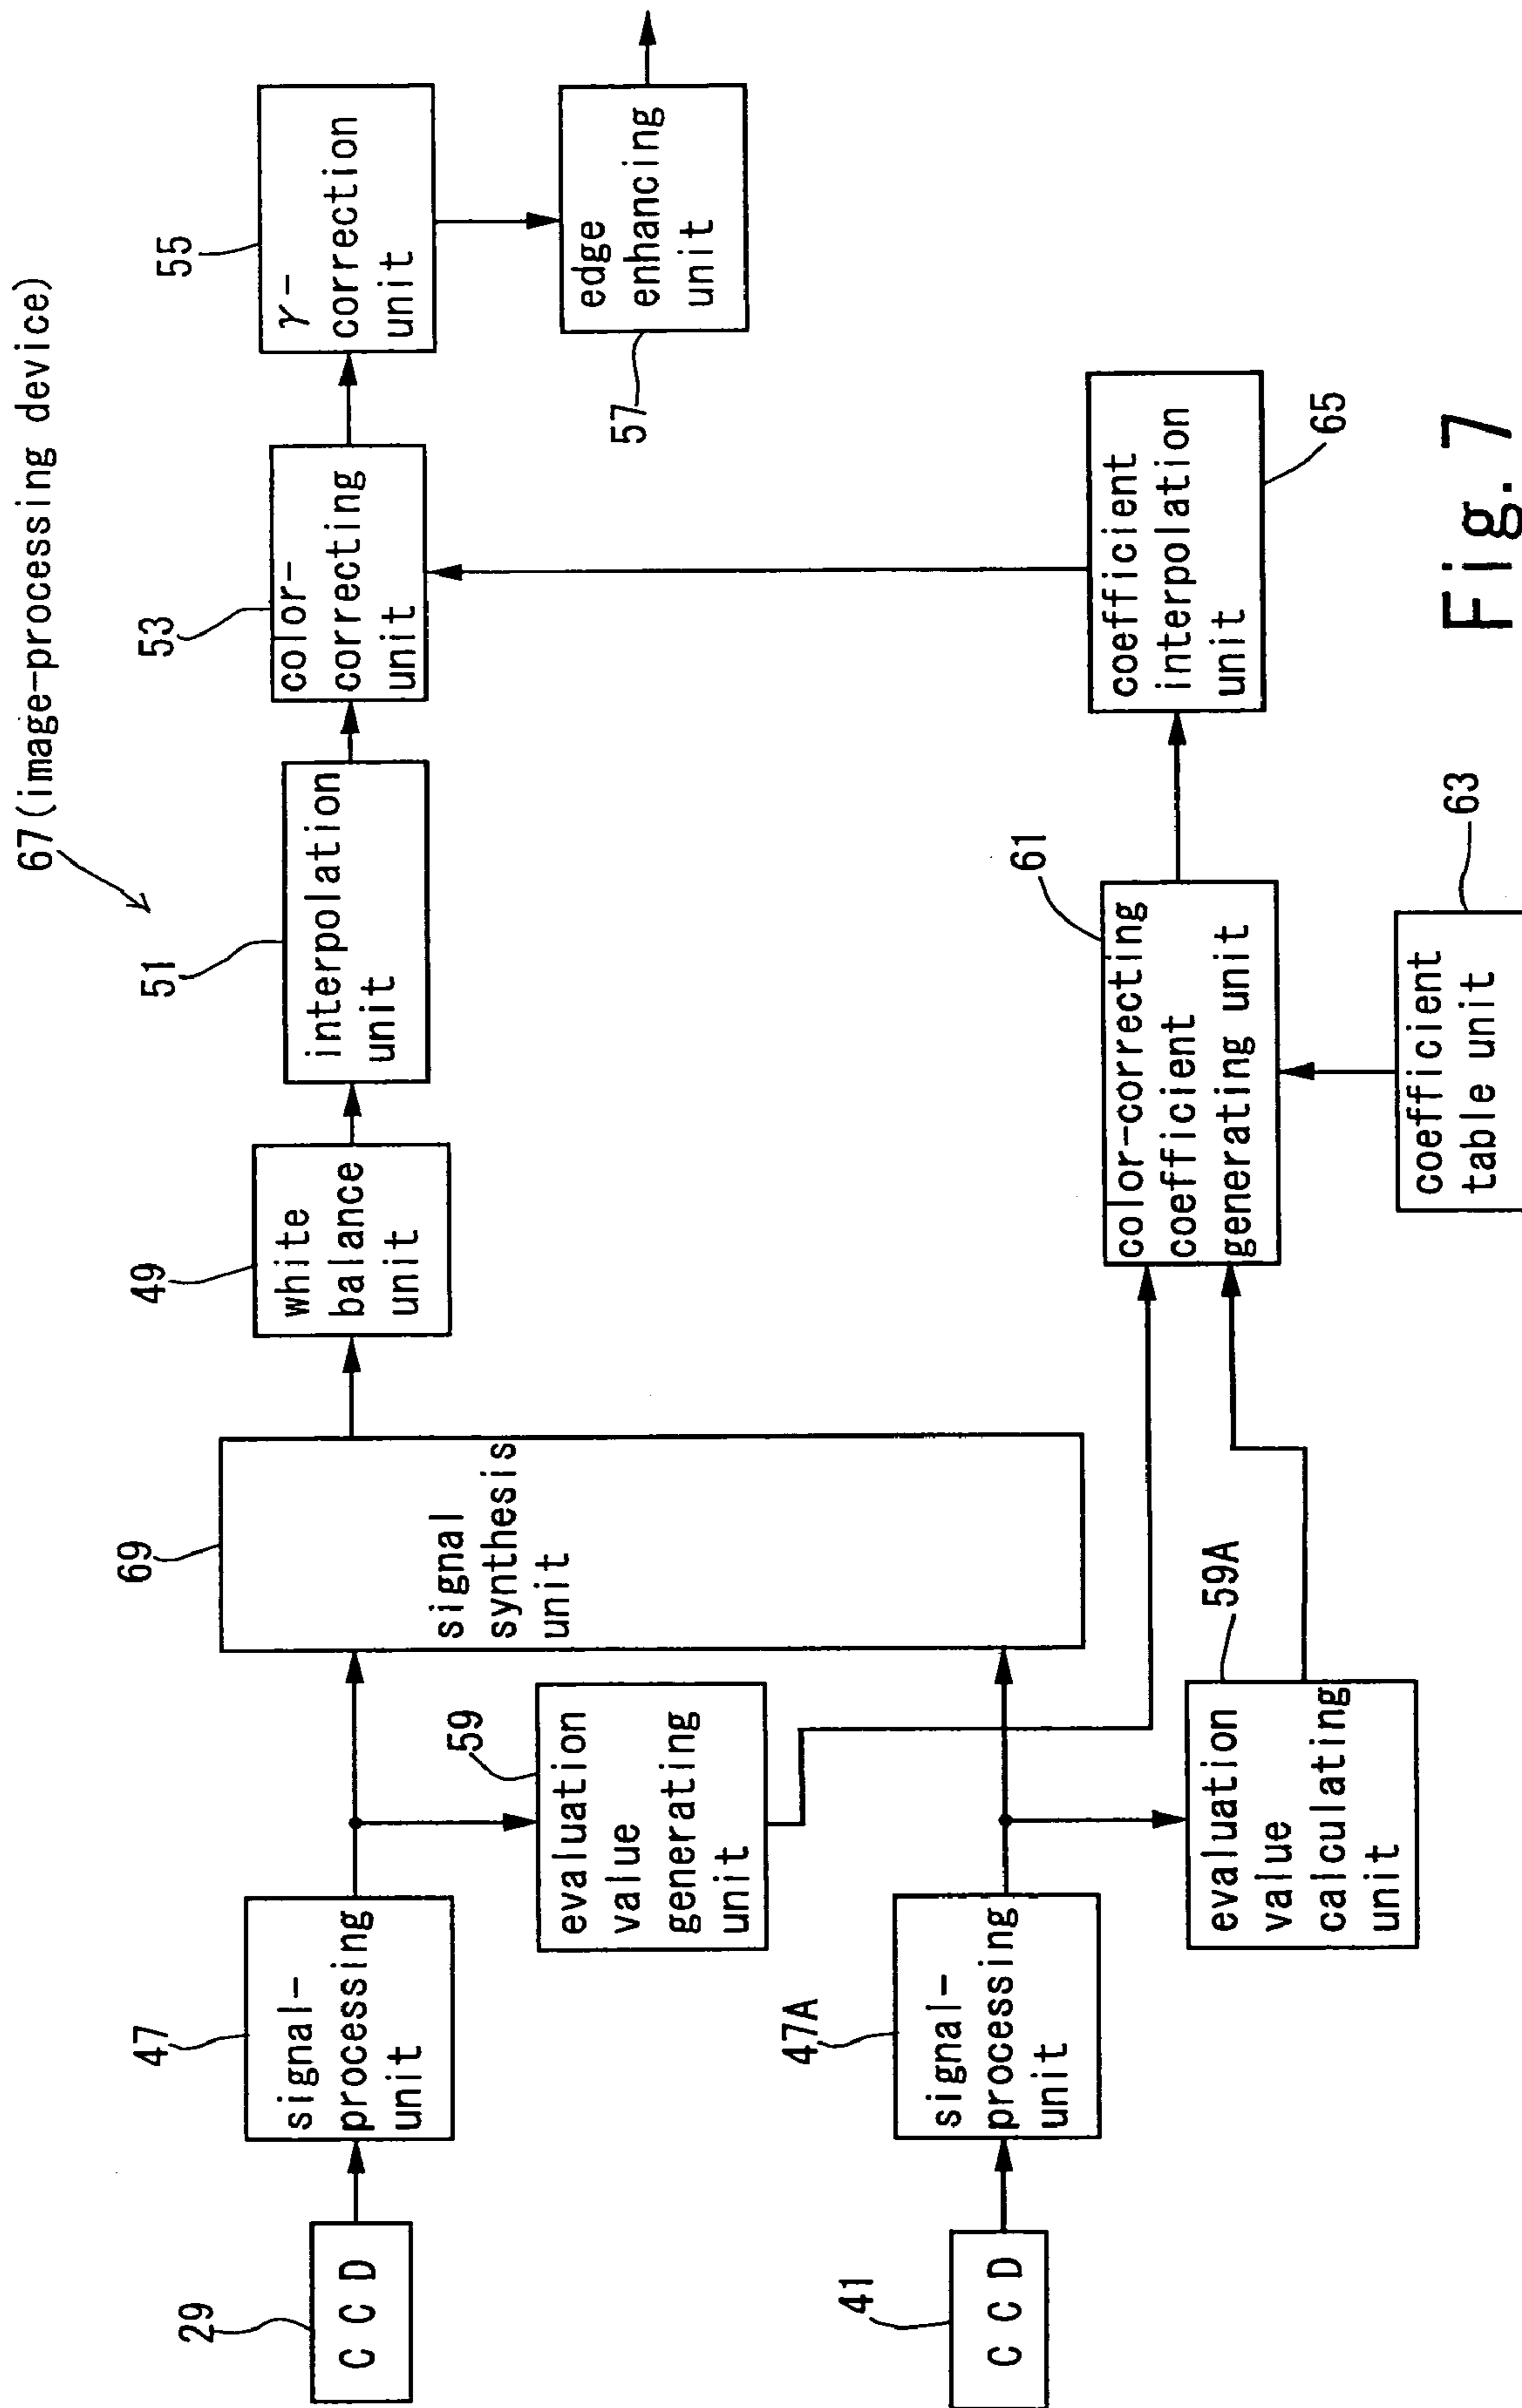 67(image-processing device)
29
CCD
47
signal-
processing
unit
69
signal
synthesis
unit
49
white
balance
unit
51
interpolation
unit
53
color-
correcting
unit
55
γ-
correction
unit
edge
enhancing
unit
57
59
evaluation
value
generating
unit
41
CCD
47A
signal-
processing
unit
59A
evaluation
value
calculating
unit
61
color-correcting
coefficient
generating unit
63
coefficient
table unit
coefficient
interpolation
unit
65
Fig. 7